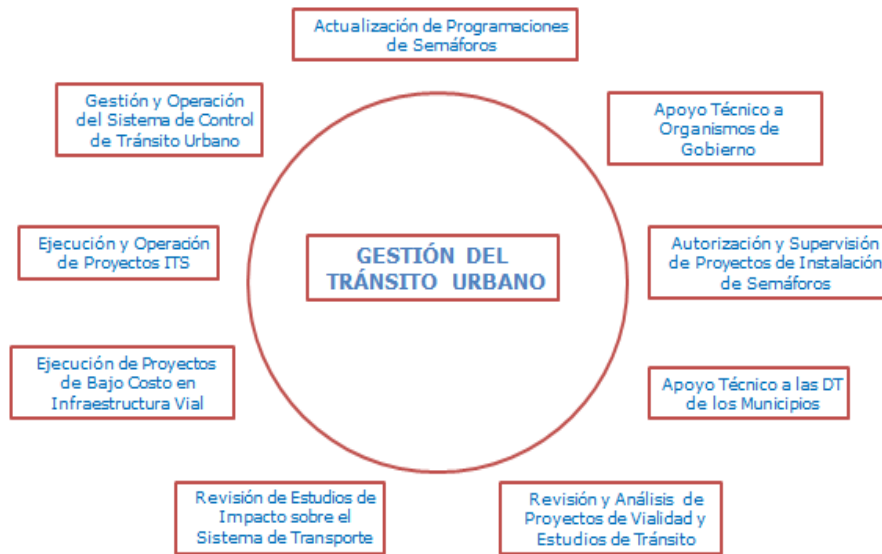 Actualización de Programaciones
de Semáforos
Gestión y Operación
del Sistema de Control
de Tránsito Urbano
Apoyo Técnico a
Organismos de
Gobierno
Ejecución y Operación
de Proyectos ITS
GESTIÓN DEL
TRÁNSITO URBANO
Autorización y Supervisión
de Proyectos de Instalación
de Semáforos
Ejecución de Proyectos
de Bajo Costo en
Infraestructura Vial
Apoyo Técnico a las DT
de los Municipios
Revisión de Estudios de
Impacto sobre el
Sistema de Transporte
Revisión y Análisis de
Proyectos de Vialidad y
Estudios de Tránsito